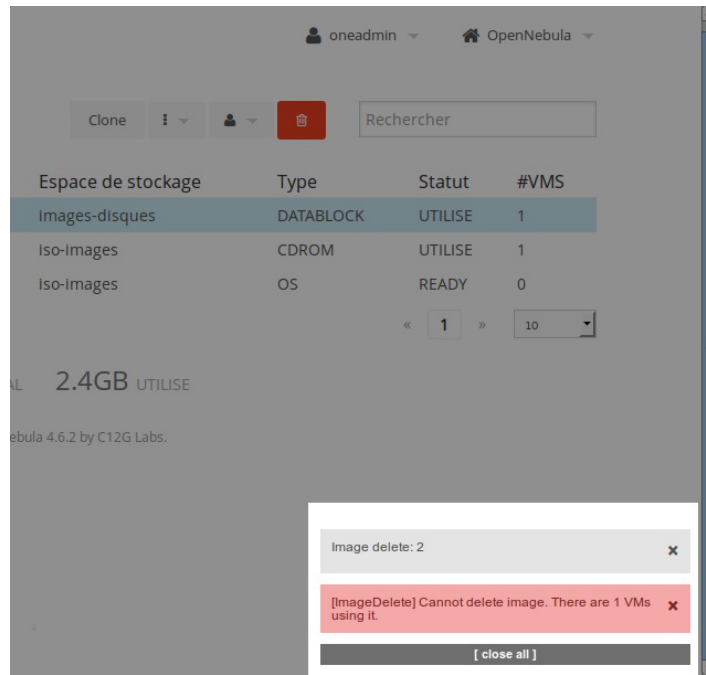 oneadmin OpenNebula
Clone Rechercher
Espace de stockage Type Statut #VMS
images-disques DATABLOCK UTILISE 1
iso-images CDROM UTILISE 1
iso-images OS READY 0
« 1 » 10
AL 2.4GB UTILISE
ebula 4.6.2 by C12G Labs.
Image delete: 2
[ImageDelete] Cannot delete image. There are 1 VMs
using it.
[ close all ]